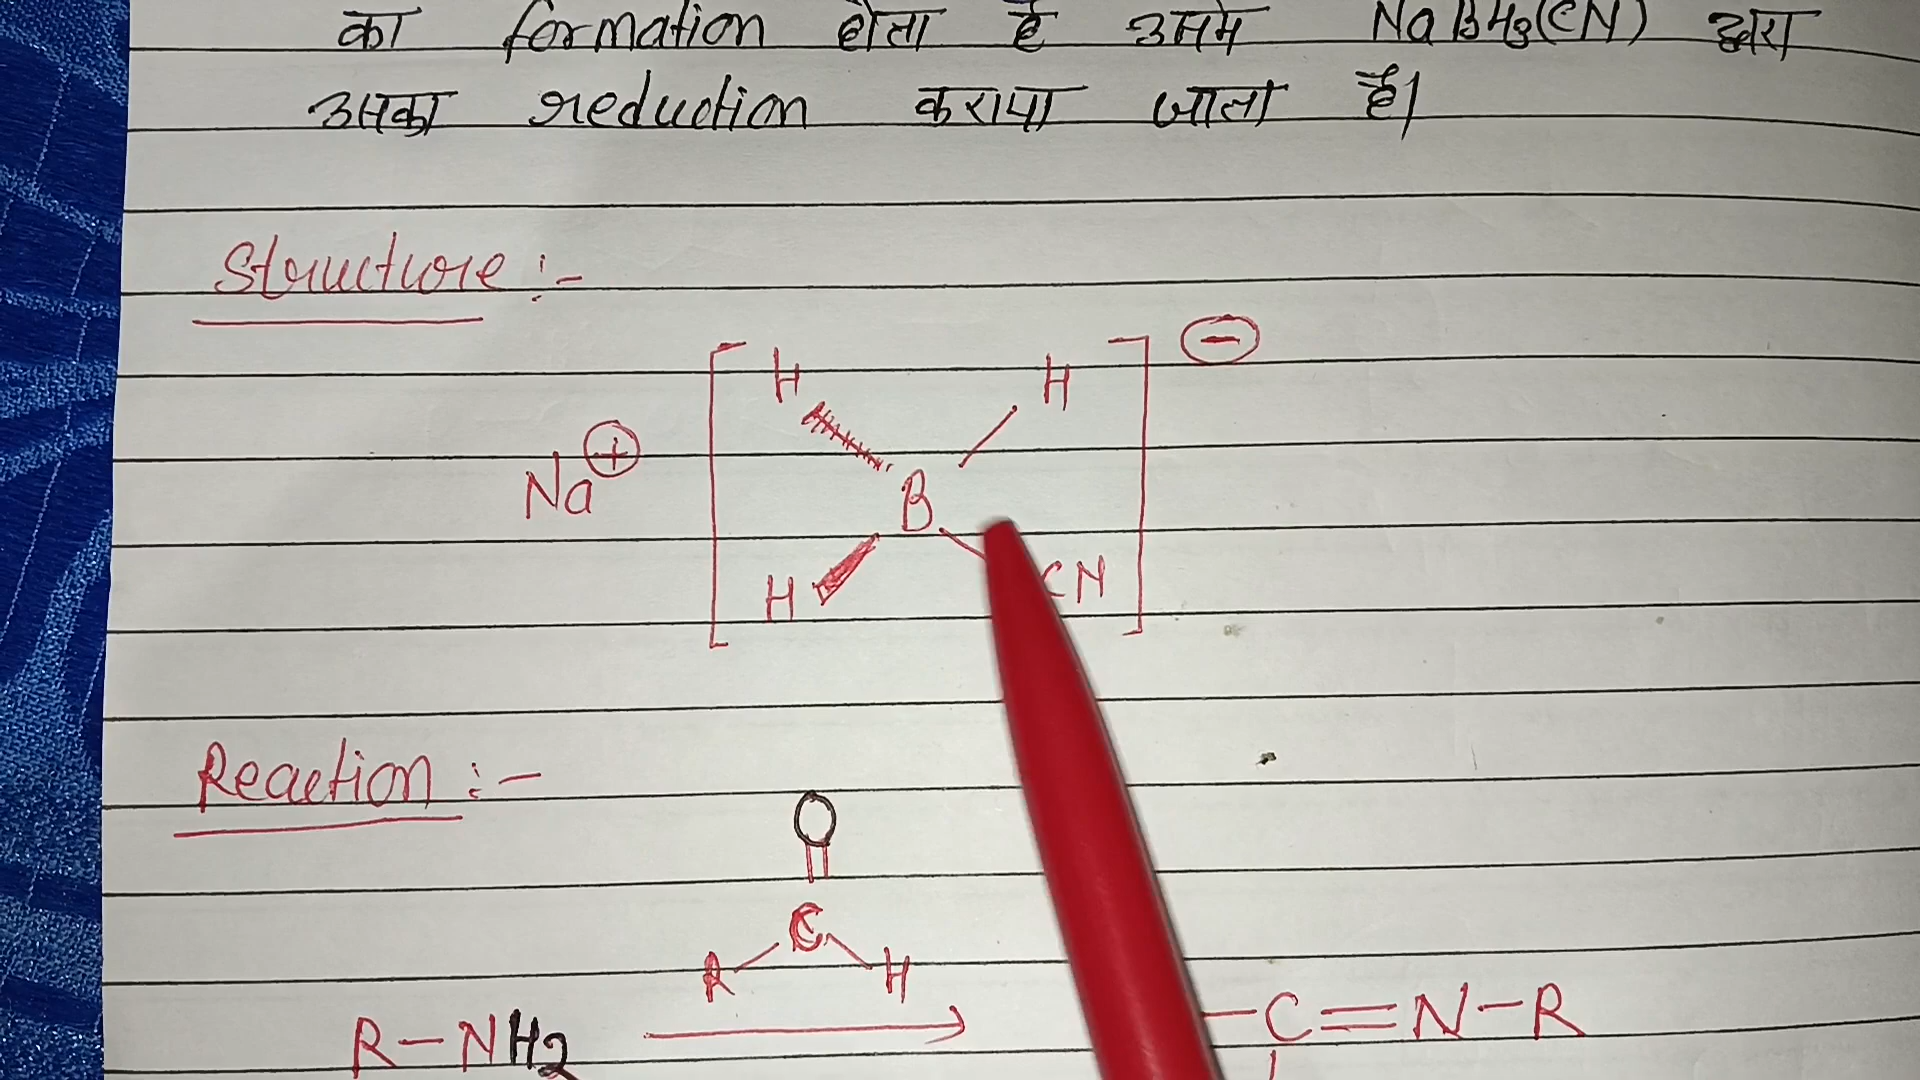 का formation होता है उसमे NaBH3(CN) द्वारा
उसका reduction कराया जाता है।
Structure :-
H H ⊖
Na⊕
B
H CN
Reaction :-
O
C
R H
R-NH2 → -C=N-R